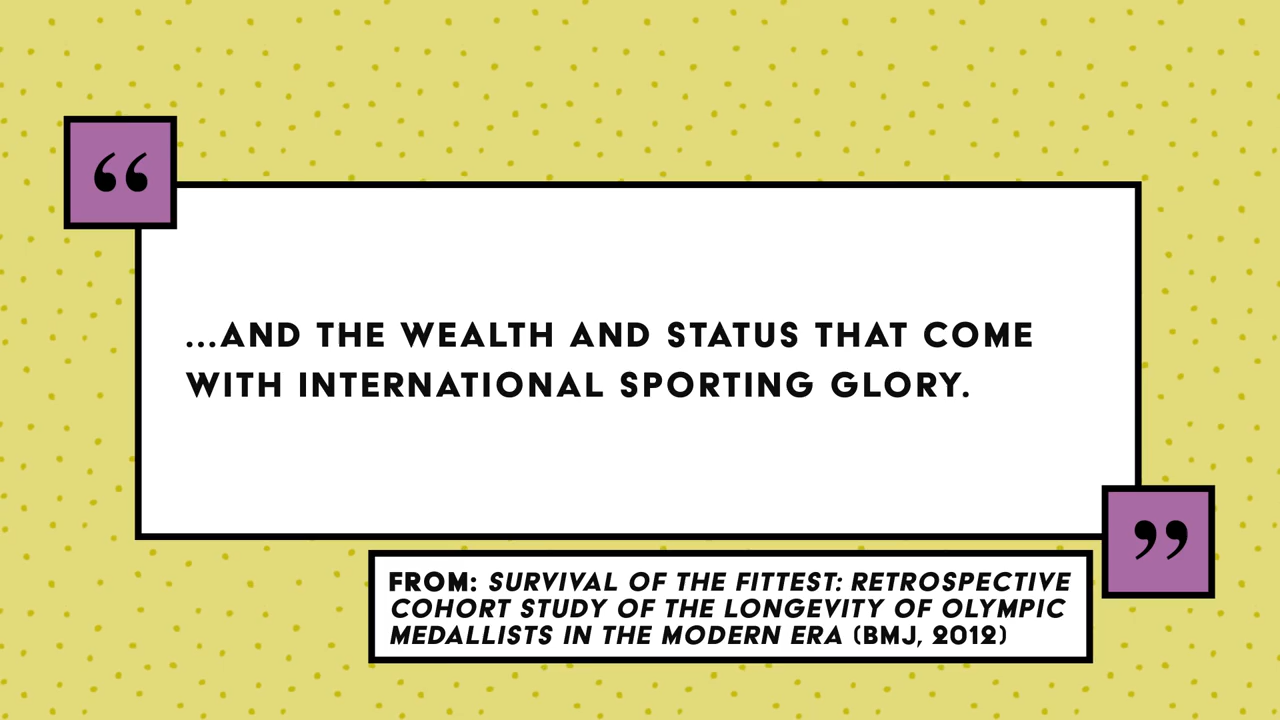 “
...AND THE WEALTH AND STATUS THAT COME
WITH INTERNATIONAL SPORTING GLORY.
”
FROM: SURVIVAL OF THE FITTEST: RETROSPECTIVE
COHORT STUDY OF THE LONGEVITY OF OLYMPIC
MEDALLISTS IN THE MODERN ERA (BMJ, 2012)